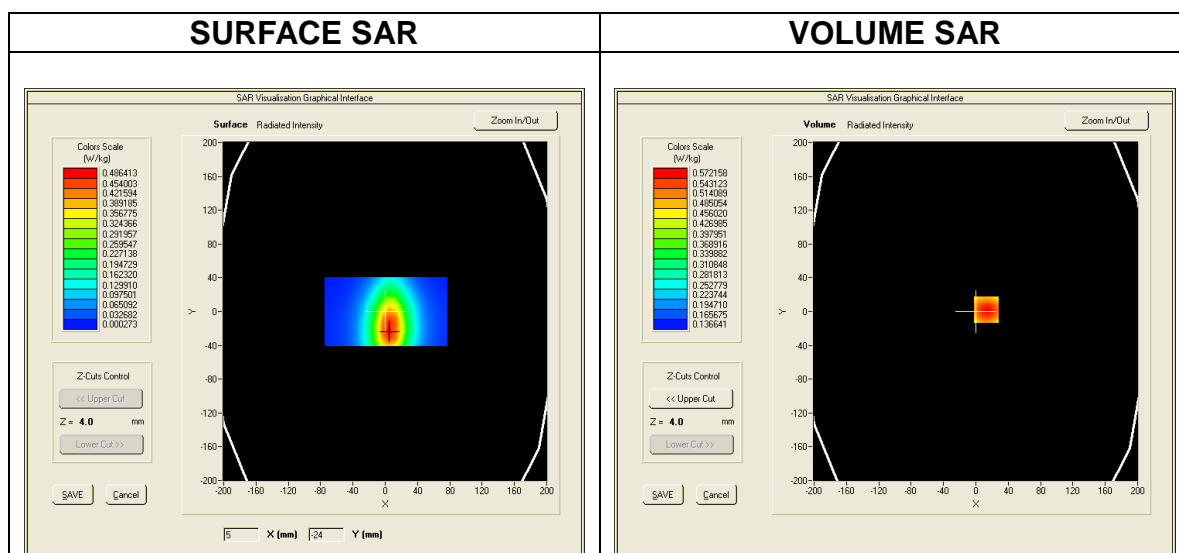 SURFACE SAR
VOLUME SAR
SAR Visualisation Graphical Interface
Surface Radiated Intensity
Zoom In/Out
Colors Scale
(W/kg)
0.486413
0.454003
0.421594
0.389185
0.356775
0.324366
0.291957
0.259547
0.227138
0.194729
0.162320
0.129910
0.097501
0.065092
0.032682
0.000273
200
160
120
80
40
0
-40
-80
-120
-160
-200
Y
-200 -160 -120 -80 -40 0 40 80 120 160 200
X
Z-Cuts Control
<< Upper Cut
Z = 4.0 mm
Lower Cut >>
SAVE Cancel
5 X (mm) -24 Y (mm)
SAR Visualisation Graphical Interface
Volume Radiated Intensity
Zoom In/Out
Colors Scale
(W/kg)
0.572158
0.543123
0.514089
0.485054
0.456020
0.426985
0.397951
0.368916
0.339882
0.310848
0.281813
0.252779
0.223744
0.194710
0.165675
0.136641
200
160
120
80
40
0
-40
-80
-120
-160
-200
Y
-200 -160 -120 -80 -40 0 40 80 120 160 200
X
Z-Cuts Control
<< Upper Cut
Z = 4.0 mm
Lower Cut >>
SAVE Cancel